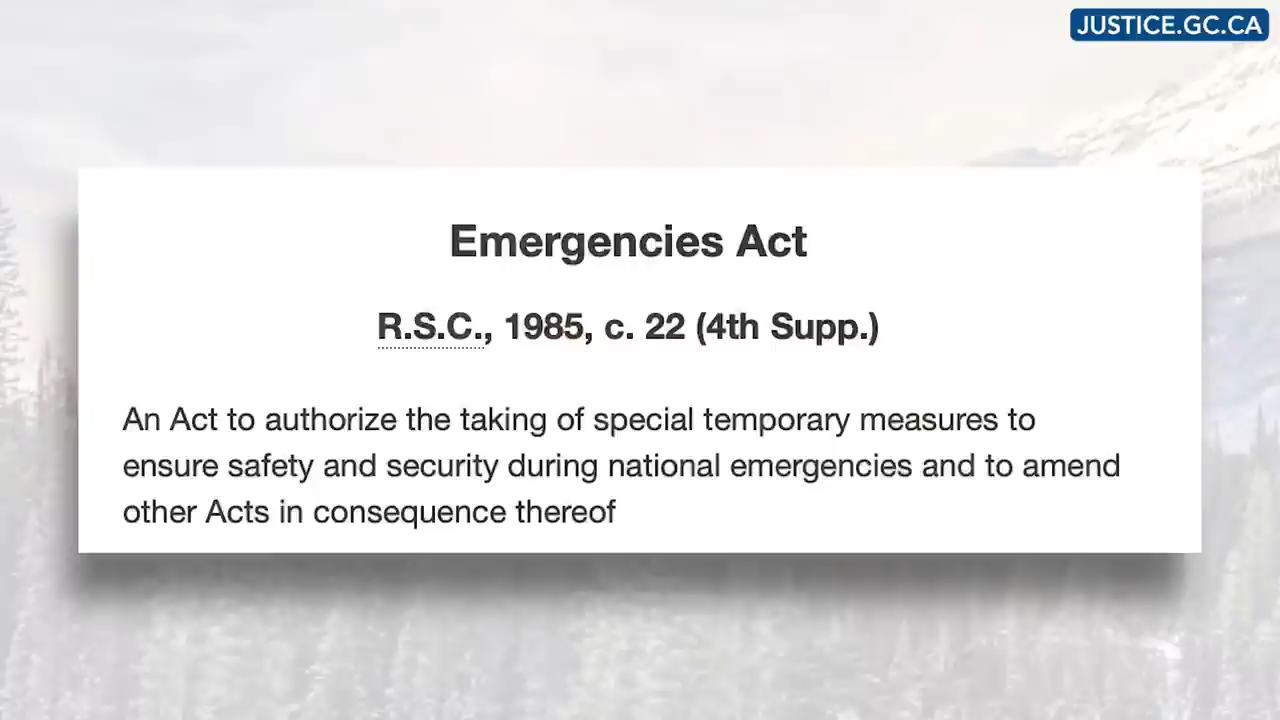 JUSTICE.GC.CA
Emergencies Act
R.S.C., 1985, c. 22 (4th Supp.)
An Act to authorize the taking of special temporary measures to
ensure safety and security during national emergencies and to amend
other Acts in consequence thereof